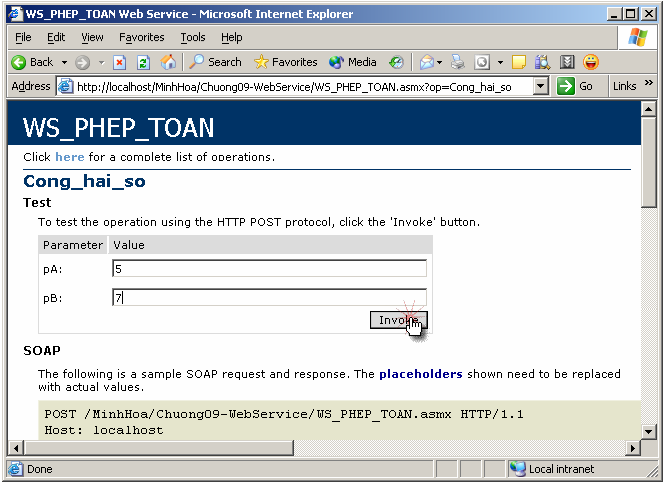 WS_PHEP_TOAN Web Service - Microsoft Internet Explorer
File Edit View Favorites Tools Help
Back Search Favorites Media
Address http://localhost/MinhHoa/Chuong09-WebService/WS_PHEP_TOAN.asmx?op=Cong_hai_so Go Links »
WS_PHEP_TOAN
Click here for a complete list of operations.
Cong_hai_so
Test
To test the operation using the HTTP POST protocol, click the 'Invoke' button.
Parameter Value
pA: 5
pB: 7
Invoke
SOAP
The following is a sample SOAP request and response. The placeholders shown need to be replaced
with actual values.
POST /MinhHoa/Chuong09-WebService/WS_PHEP_TOAN.asmx HTTP/1.1
Host: localhost
Done Local intranet